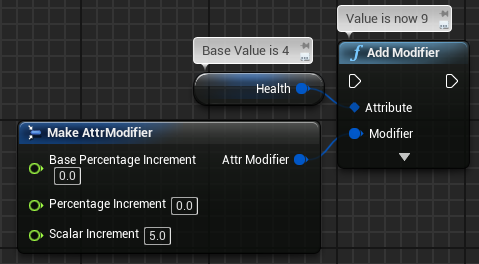 Value is now 9
Base Value is 4
f Add Modifier
Health
Attribute
Modifier
Make AttrModifier
Base Percentage Increment
0.0
Attr Modifier
Percentage Increment 0.0
Scalar Increment 5.0